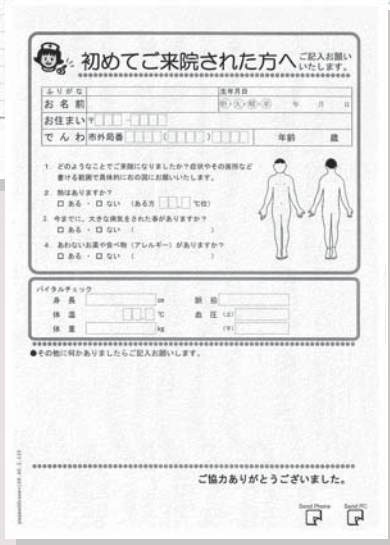 初めてご来院された方へ ご記入お願い
いたします。
ふりがな 生年月日
お名前 明・大・昭・平 年 月 日
お住まい 〒 -
でんわ 市外局番 ( ) 年齢 歳
1. どのようなことでご来院になりましたか?症状やその箇所など
書ける範囲で具体的に右の図にお願いいたします。
2. 熱はありますか?
□ ある ・ □ ない (ある方 ℃位)
3. 今までに、大きな病気をされた事がありますか?
□ ある ・ □ ない ( )
4. あわないお薬や食べ物(アレルギー)がありますか?
□ ある ・ □ ない ( )
バイタルチェック
身長 cm 脈拍
体温 ℃ 血圧 (上)
体重 kg (下)
●その他に何かありましたらご記入お願いします。
ご協力ありがとうございました。
Send Phone Send PC